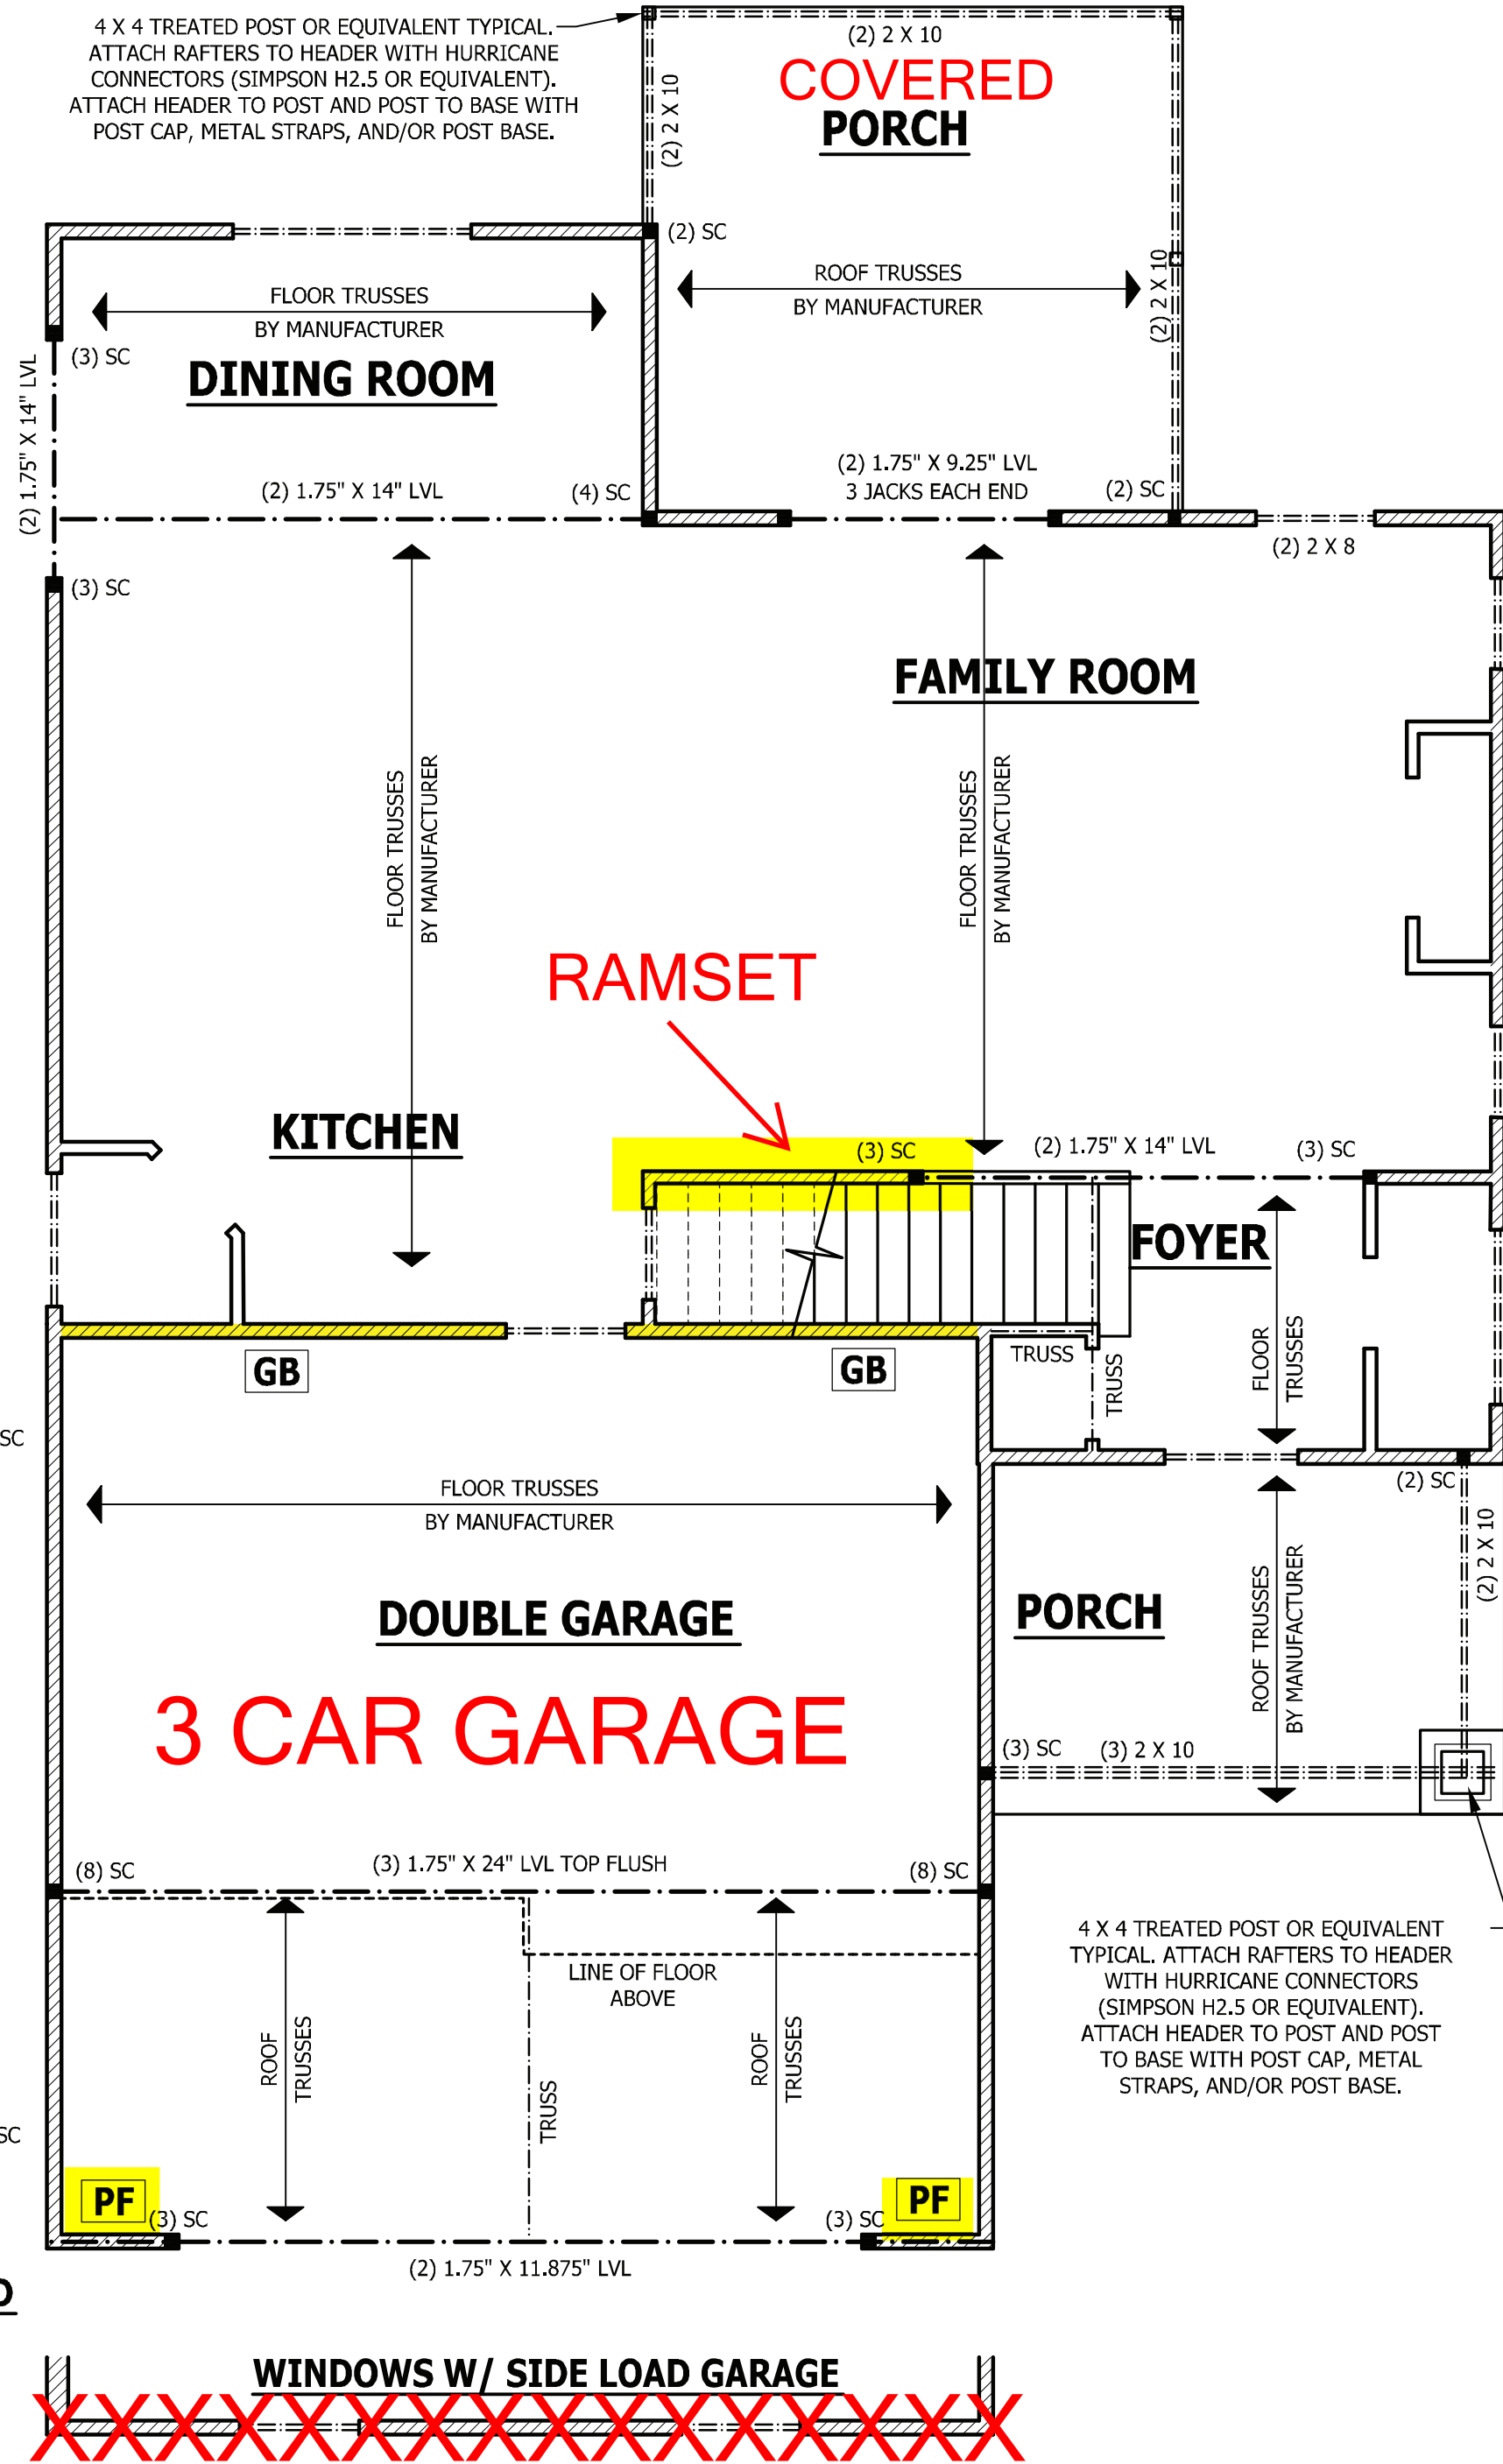 4 X 4 TREATED POST OR EQUIVALENT TYPICAL.
ATTACH RAFTERS TO HEADER WITH HURRICANE
CONNECTORS (SIMPSON H2.5 OR EQUIVALENT).
ATTACH HEADER TO POST AND POST TO BASE WITH
POST CAP, METAL STRAPS, AND/OR POST BASE.
(2) 2 X 10
COVERED
PORCH
(2) 2 X 10
(2) SC
(2) 2 X 10
ROOF TRUSSES
BY MANUFACTURER
FLOOR TRUSSES
BY MANUFACTURER
(3) SC
DINING ROOM
(2) 1.75" X 14" LVL
(2) 1.75" X 14" LVL
(4) SC
(2) 1.75" X 9.25" LVL
3 JACKS EACH END
(2) SC
(2) 2 X 8
(3) SC
FAMILY ROOM
FLOOR TRUSSES
BY MANUFACTURER
FLOOR TRUSSES
BY MANUFACTURER
RAMSET
KITCHEN
(3) SC
(2) 1.75" X 14" LVL
(3) SC
FOYER
GB
GB
TRUSS
TRUSS
FLOOR
TRUSSES
SC
(2) SC
FLOOR TRUSSES
BY MANUFACTURER
(2) 2 X 10
DOUBLE GARAGE
PORCH
ROOF TRUSSES
BY MANUFACTURER
3 CAR GARAGE
(3) SC
(3) 2 X 10
(8) SC
(3) 1.75" X 24" LVL TOP FLUSH
(8) SC
LINE OF FLOOR
ABOVE
4 X 4 TREATED POST OR EQUIVALENT
TYPICAL. ATTACH RAFTERS TO HEADER
WITH HURRICANE CONNECTORS
(SIMPSON H2.5 OR EQUIVALENT).
ATTACH HEADER TO POST AND POST
TO BASE WITH POST CAP, METAL
STRAPS, AND/OR POST BASE.
ROOF
TRUSSES
TRUSS
ROOF
TRUSSES
SC
PF
PF
(3) SC
(3) SC
(2) 1.75" X 11.875" LVL
WINDOWS W/ SIDE LOAD GARAGE
XXXXXXXXXXXXXXXX